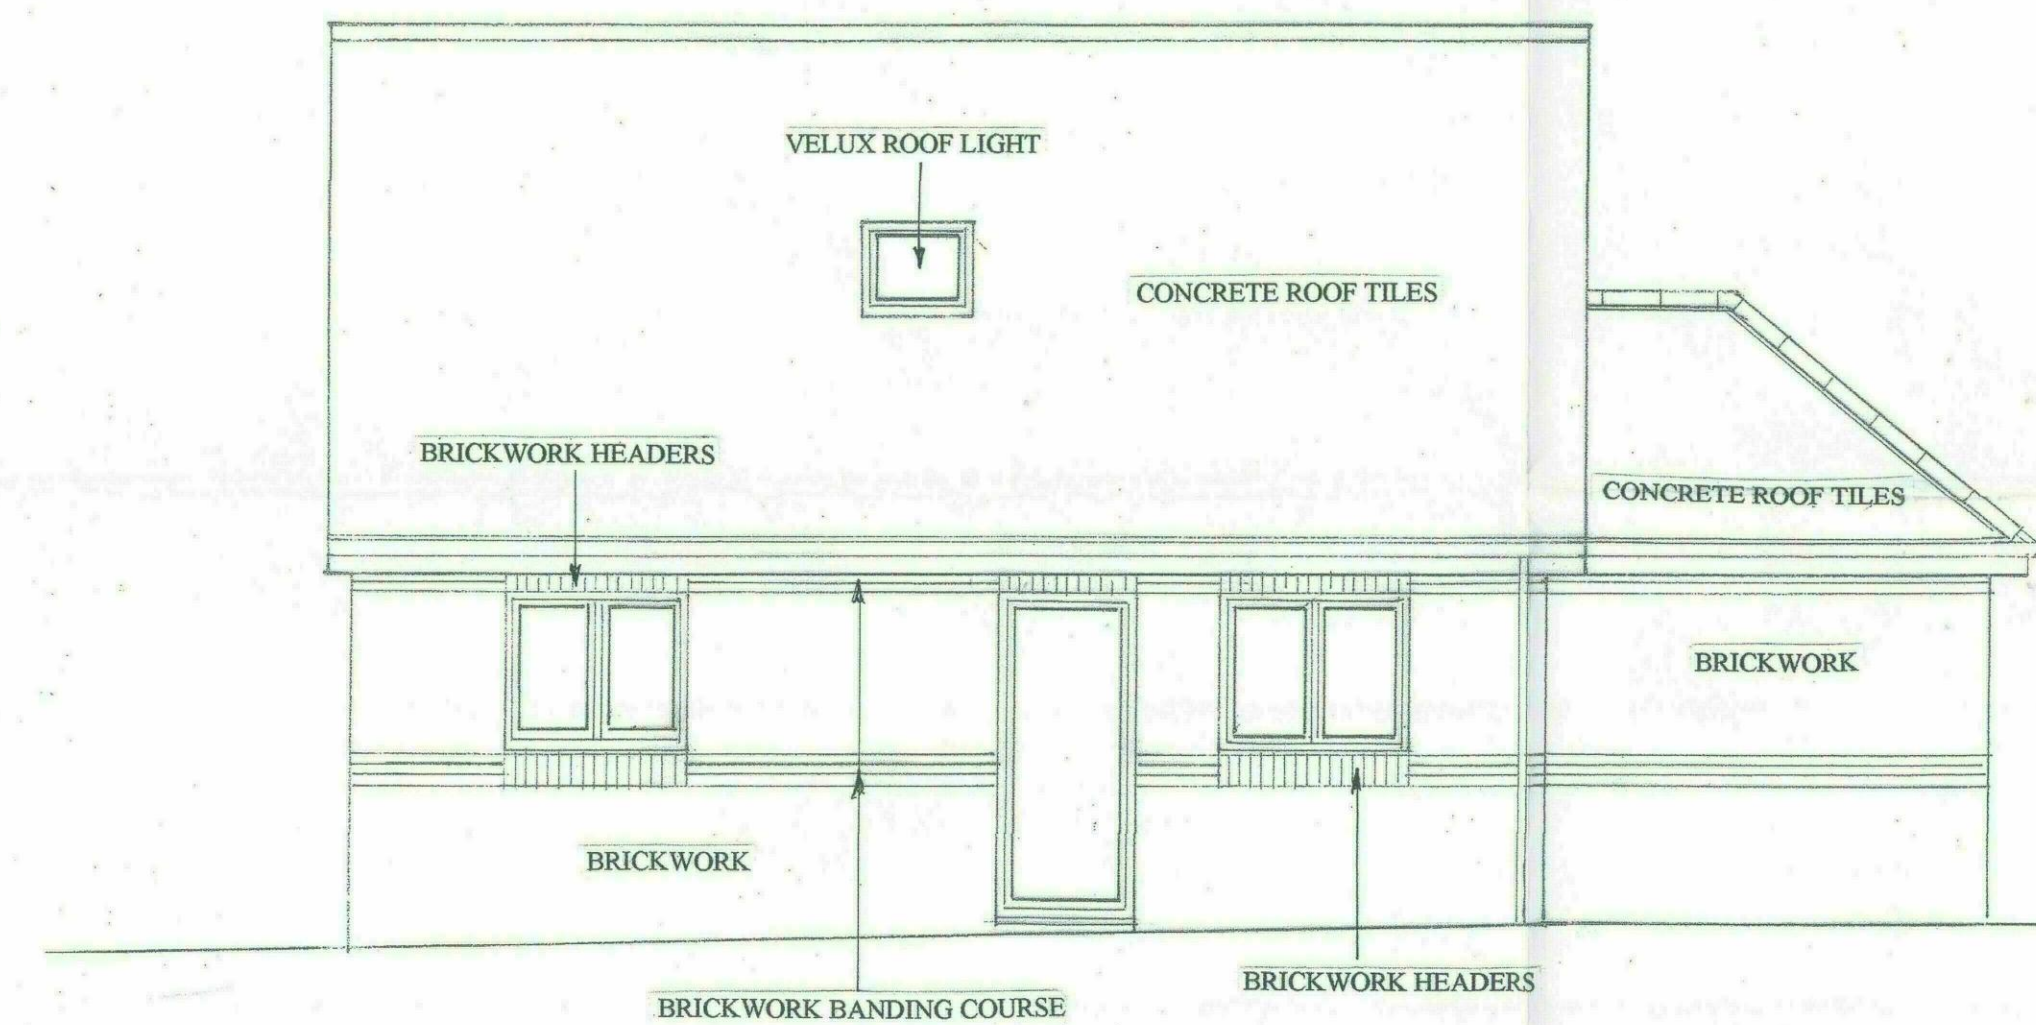 VELUX ROOF LIGHT
CONCRETE ROOF TILES
BRICKWORK HEADERS
CONCRETE ROOF TILES
BRICKWORK
BRICKWORK
BRICKWORK HEADERS
BRICKWORK BANDING COURSE